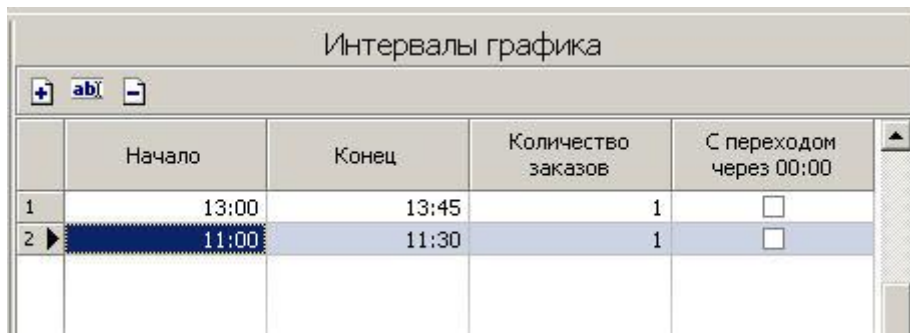 Интервалы графика
abI
Начало Конец Количество заказов С переходом через 00:00
1 13:00 13:45 1
2 11:00 11:30 1